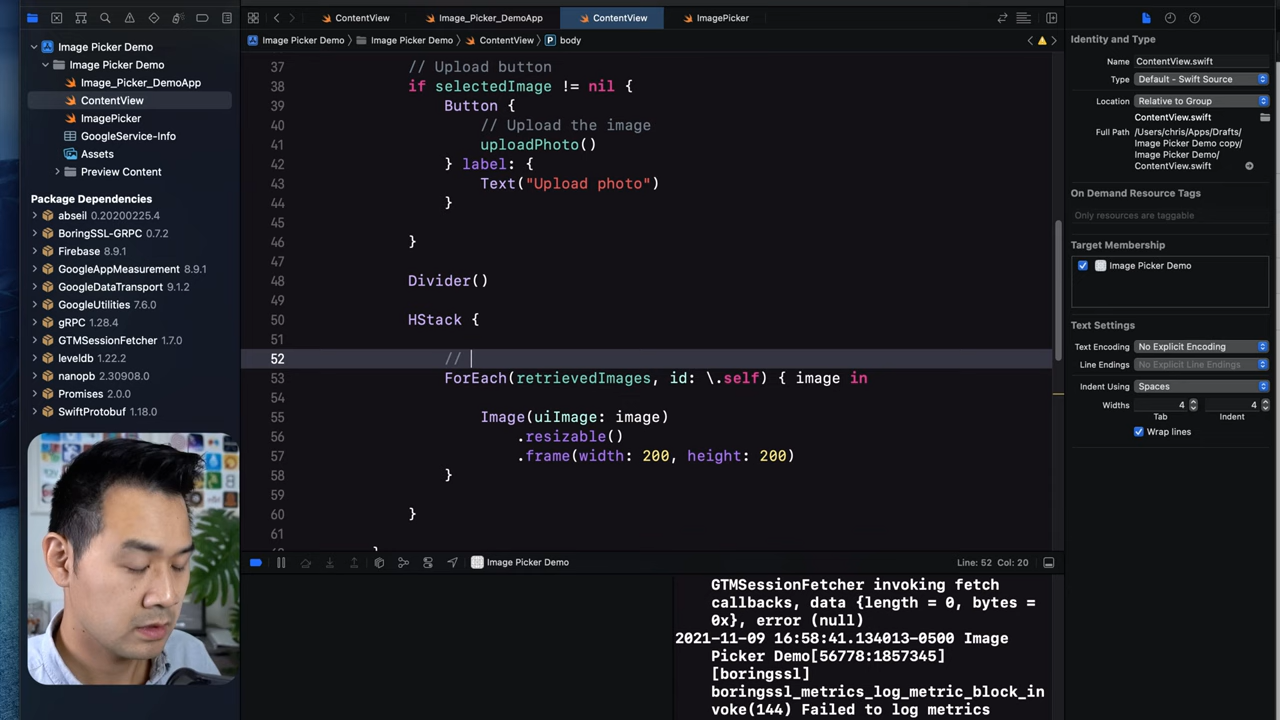 ContentView
Image_Picker_DemoApp
ContentView
ImagePicker
Image Picker Demo
Image Picker Demo
Image_Picker_DemoApp
ContentView
ImagePicker
GoogleService-Info
Assets
Preview Content
Package Dependencies
abseil 0.20200225.4
BoringSSL-GRPC 0.7.2
Firebase 8.9.1
GoogleAppMeasurement 8.9.1
GoogleDataTransport 9.1.2
GoogleUtilities 7.6.0
gRPC 1.28.4
GTMSessionFetcher 1.7.0
leveldb 1.22.2
nanopb 2.30908.0
Promises 2.0.0
SwiftProtobuf 1.18.0
Image Picker Demo
Image Picker Demo
ContentView
body
37 // Upload button
38 if selectedImage != nil {
39 Button {
40 // Upload the image
41 uploadPhoto()
42 } label: {
43 Text("Upload photo")
44 }
45
46 }
47
48 Divider()
49
50 HStack {
51
52 //
53 ForEach(retrievedImages, id: \.self) { image in
54
55 Image(uiImage: image)
56 .resizable()
57 .frame(width: 200, height: 200)
58 }
59
60 }
61
Image Picker Demo
Line: 52 Col: 20
GTMSessionFetcher invoking fetch
callbacks, data {length = 0, bytes =
0x}, error (null)
2021-11-09 16:58:41.134013-0500 Image
Picker Demo[56778:1857345]
[boringssl]
boringssl_metrics_log_metric_block_in
voke(144) Failed to log metrics
Identity and Type
Name ContentView.swift
Type Default - Swift Source
Location Relative to Group
ContentView.swift
Full Path /Users/chris/Apps/Drafts/
Image Picker Demo copy/
Image Picker Demo/
ContentView.swift
On Demand Resource Tags
Only resources are taggable
Target Membership
Image Picker Demo
Text Settings
Text Encoding No Explicit Encoding
Line Endings No Explicit Line Endings
Indent Using Spaces
Widths 4 4
Tab Indent
Wrap lines